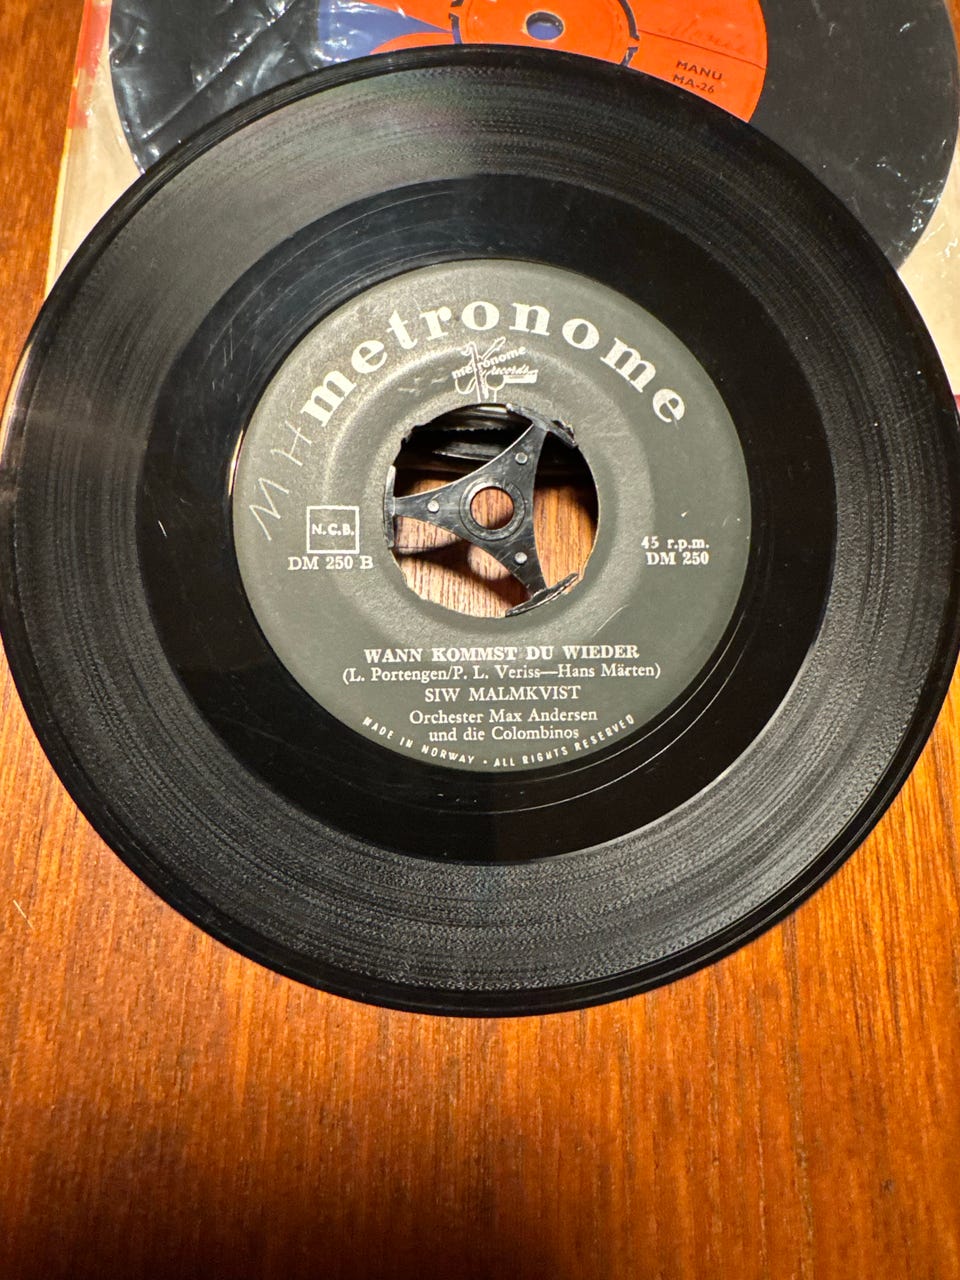 MANU
MA-26
metronome
metronome
records
MH
N.C.B.
DM 250 B
45 r.p.m.
DM 250
WANN KOMMST DU WIEDER
(L. Portengen/P. L. Veriss—Hans Märten)
SIW MALMKVIST
Orchester Max Andersen
und die Colombinos
MADE IN NORWAY • ALL RIGHTS RESERVED